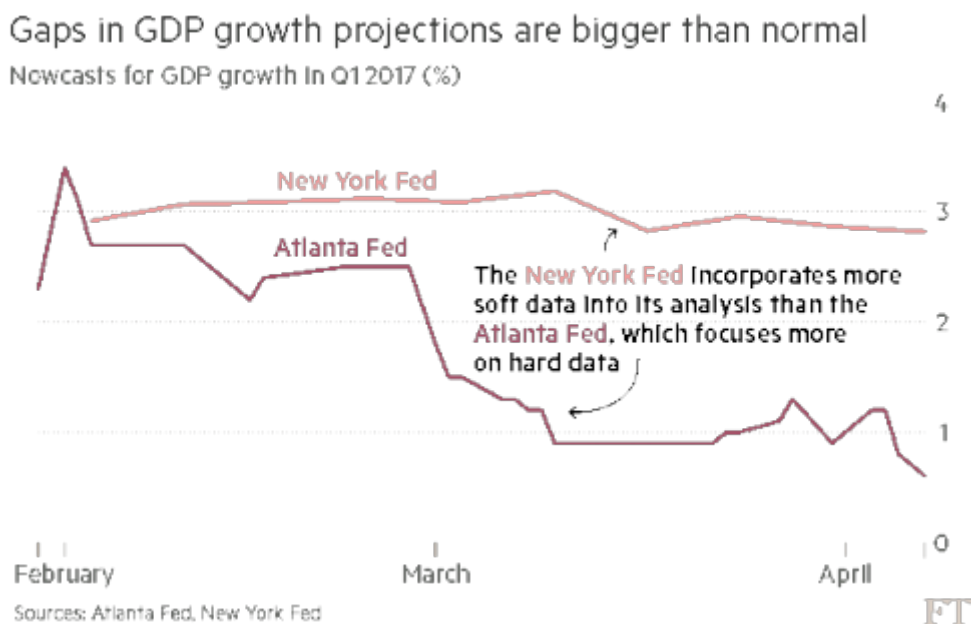 Gaps in GDP growth projections are bigger than normal
Nowcasts for GDP growth in Q1 2017 (%)
4
New York Fed
3
Atlanta Fed
The New York Fed incorporates more
soft data into its analysis than the
Atlanta Fed, which focuses more
on hard data
2
1
0
February
March
April
Sources: Atlanta Fed, New York Fed
FT